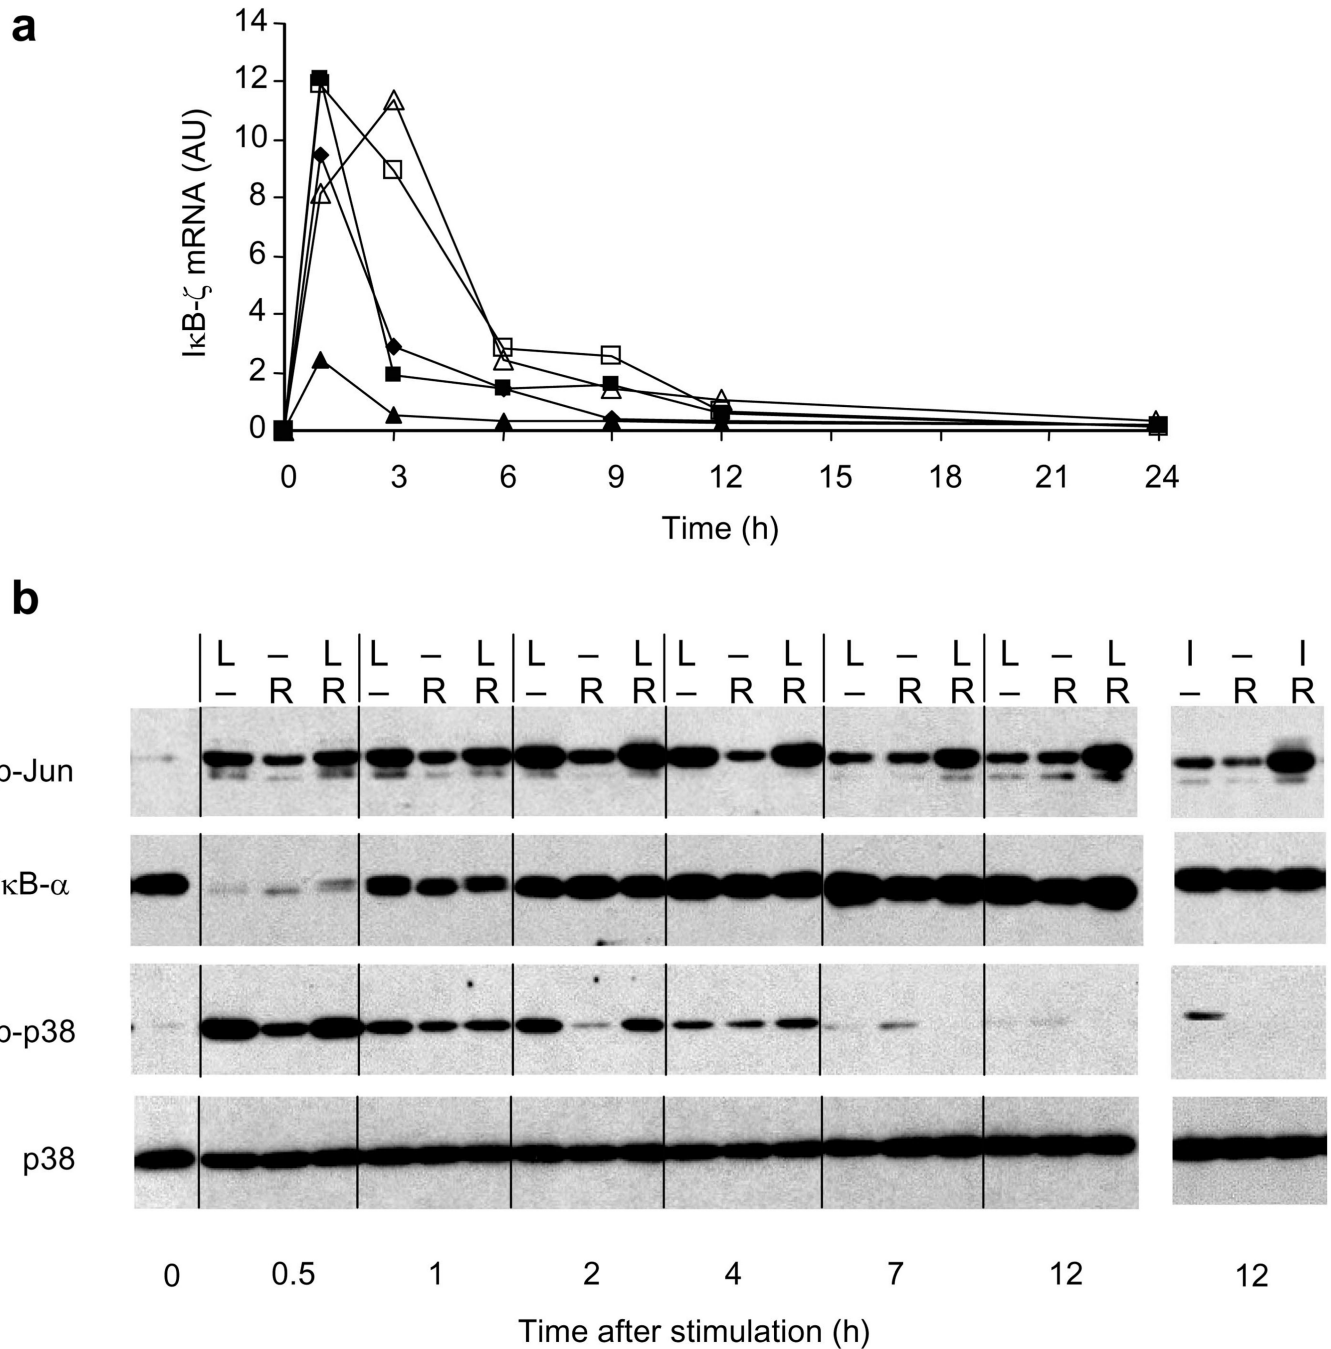 a
14
12
10
8
6
4
2
0
IκB-ζ mRNA (AU)
0 3 6 9 12 15 18 21 24
Time (h)
b
L – L L – L L – L L – L L – L L – L I – I
– R R – R R – R R – R R – R R – R R – R R
p-Jun
κB-α
p-p38
p38
0 0.5 1 2 4 7 12 12
Time after stimulation (h)